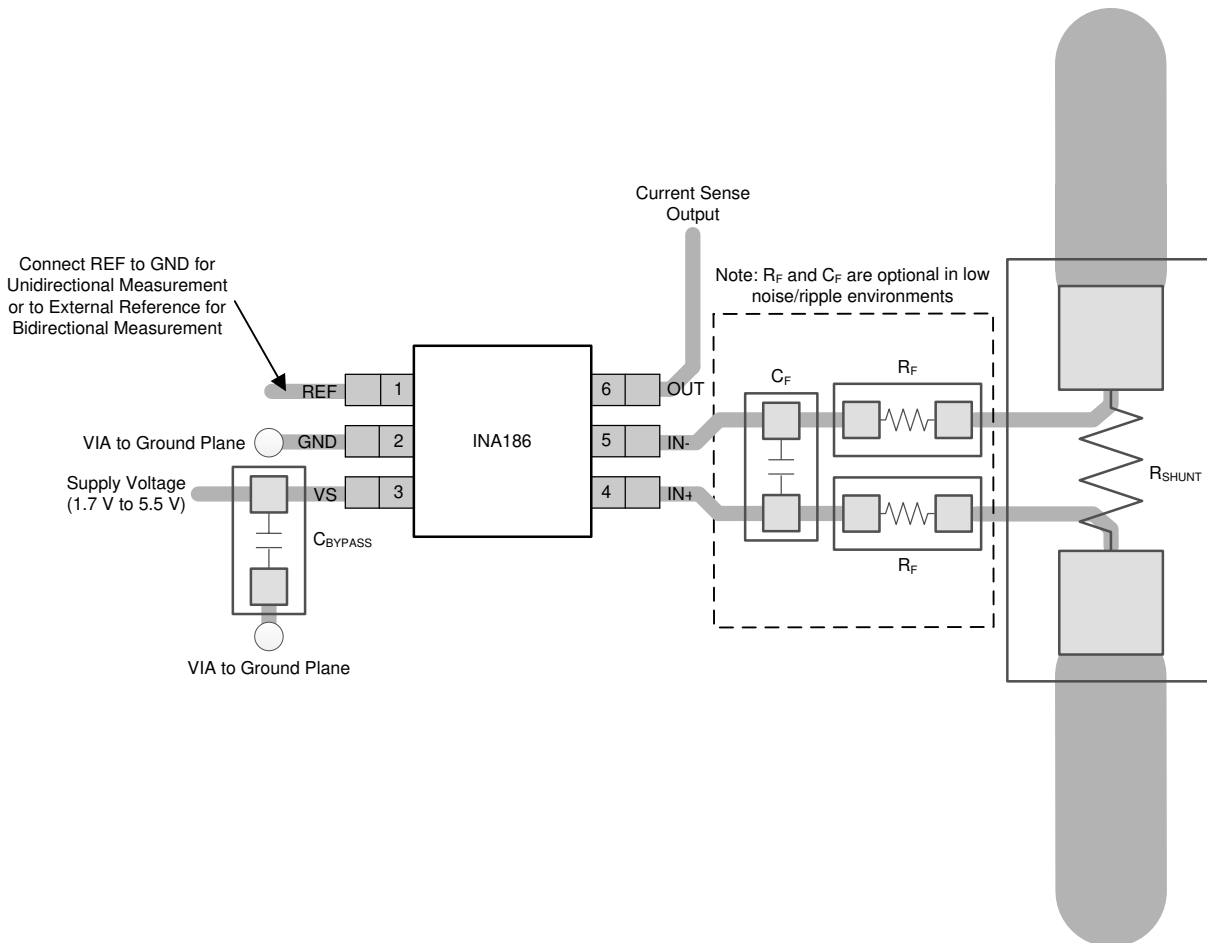 Current Sense
Output
Connect REF to GND for
Unidirectional Measurement
or to External Reference for
Bidirectional Measurement
Note: RF and CF are optional in low
noise/ripple environments
REF
1
6
OUT
CF
RF
VIA to Ground Plane
GND
2
INA186
5
IN-
Supply Voltage
(1.7 V to 5.5 V)
VS
3
4
IN+
RSHUNT
CBYPASS
RF
VIA to Ground Plane